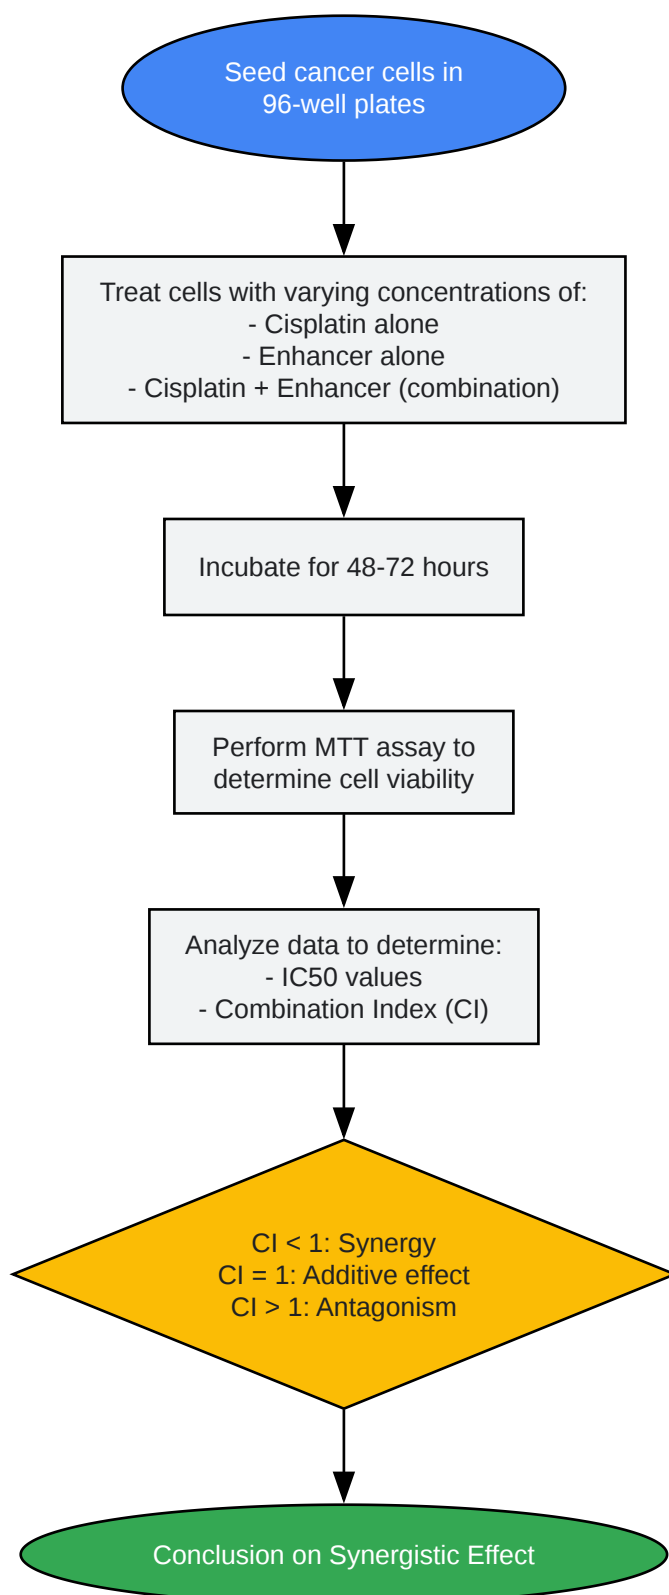 Seed cancer cells in
96-well plates
Treat cells with varying concentrations of:
- Cisplatin alone
- Enhancer alone
- Cisplatin + Enhancer (combination)
Incubate for 48-72 hours
Perform MTT assay to
determine cell viability
Analyze data to determine:
- IC50 values
- Combination Index (CI)
CI < 1: Synergy
CI = 1: Additive effect
CI > 1: Antagonism
Conclusion on Synergistic Effect